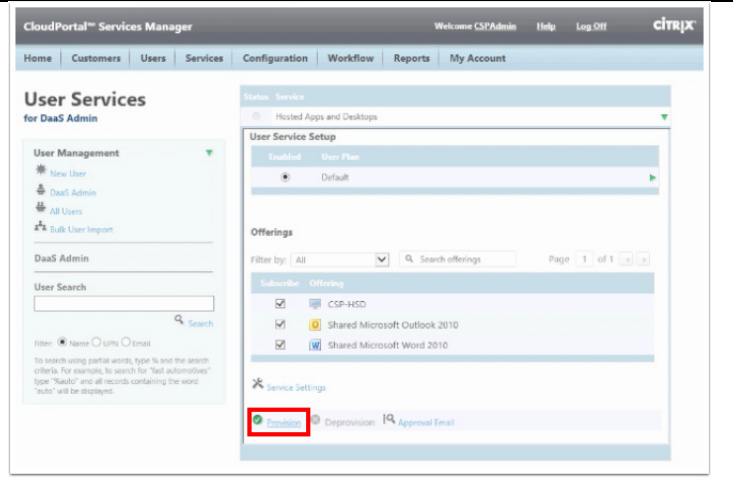 CloudPortal™ Services Manager
Welcome CSPAdmin Help Log Off CİTRIX
Home Customers Users Services Configuration Workflow Reports My Account
User Services
for DaaS Admin
User Management
New User
DaaS Admin
All Users
Bulk User Import
DaaS Admin
User Search
Search
Filter: Name UPN Email
To search using partial words, type % and the search
criteria. For example, to search for "fast automotives"
type "%auto" and all records containing the word
"auto" will be displayed.
Status Service
Hosted Apps and Desktops
User Service Setup
Enabled User Plan
Default
Offerings
Filter by: All Search offerings Page 1 of 1
Subscribe Offering
CSP-HSD
Shared Microsoft Outlook 2010
Shared Microsoft Word 2010
Service Settings
Provision Deprovision Approval Email